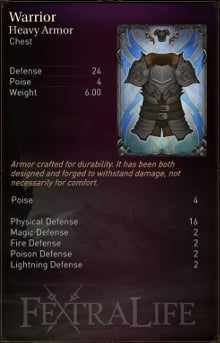 Warrior
Heavy Armor
Chest
Defense 24
Poise 4
Weight 6.00
Armor crafted for durability. It has been both
designed and forged to withstand damage, not
necessarily for comfort.
Poise 4
Physical Defense 16
Magic Defense 2
Fire Defense 2
Poison Defense 2
Lightning Defense 2
FEXTRALIFE